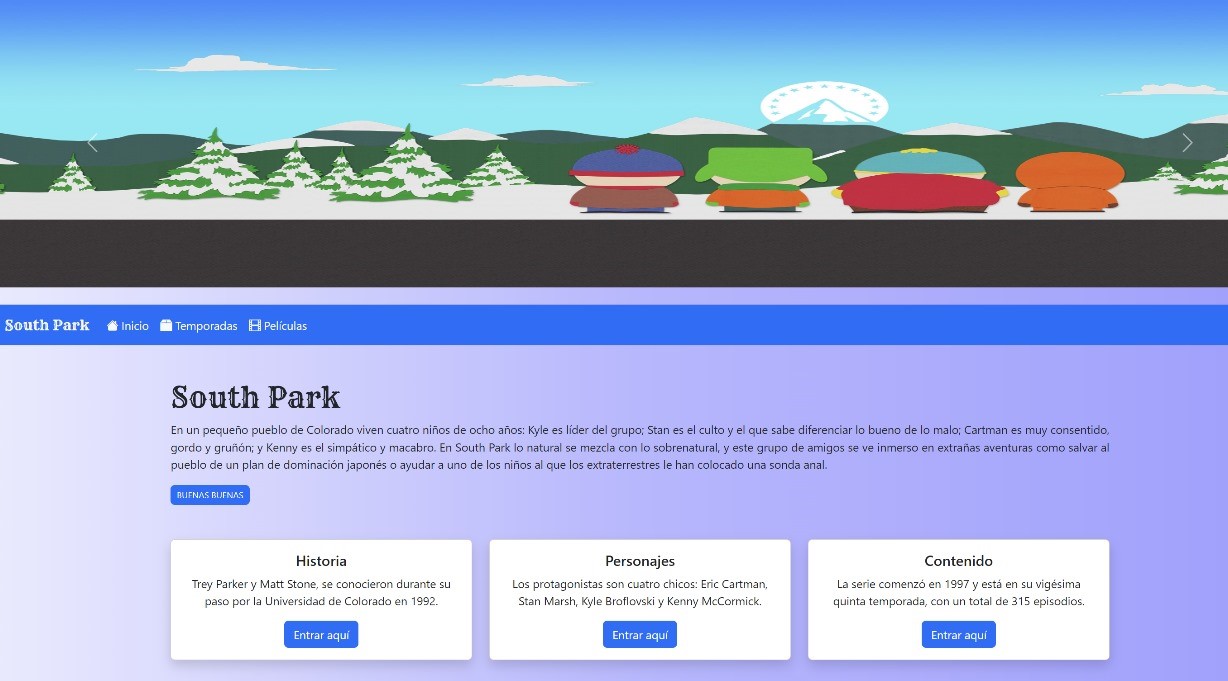 South Park
Inicio
Temporadas
Películas
South Park
En un pequeño pueblo de Colorado viven cuatro niños de ocho años: Kyle es líder del grupo; Stan es el culto y el que sabe diferenciar lo bueno de lo malo; Cartman es muy consentido,
gordo y gruñón; y Kenny es el simpático y macabro. En South Park lo natural se mezcla con lo sobrenatural, y este grupo de amigos se ve inmerso en extrañas aventuras como salvar al
pueblo de un plan de dominación japonés o ayudar a uno de los niños al que los extraterrestres le han colocado una sonda anal.
BUENAS BUENAS
Historia
Trey Parker y Matt Stone, se conocieron durante su
paso por la Universidad de Colorado en 1992.
Entrar aquí
Personajes
Los protagonistas son cuatro chicos: Eric Cartman,
Stan Marsh, Kyle Broflovski y Kenny McCormick.
Entrar aquí
Contenido
La serie comenzó en 1997 y está en su vigésima
quinta temporada, con un total de 315 episodios.
Entrar aquí